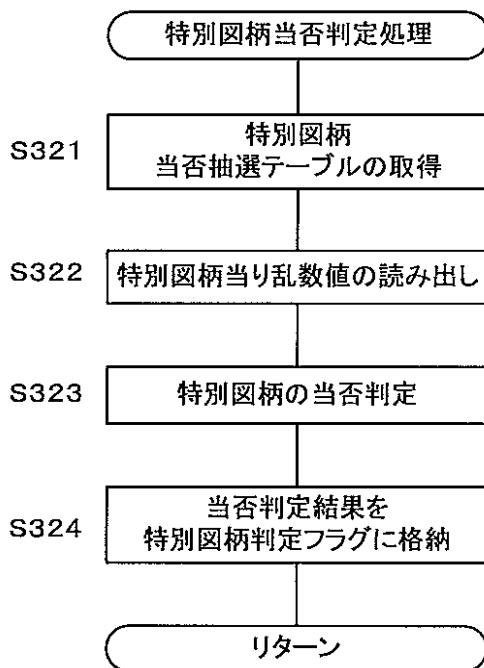 特別図柄当否判定処理
S321
特別図柄
当否抽選テーブルの取得
S322
特別図柄当り乱数値の読み出し
S323
特別図柄の当否判定
S324
当否判定結果を
特別図柄判定フラグに格納
リターン